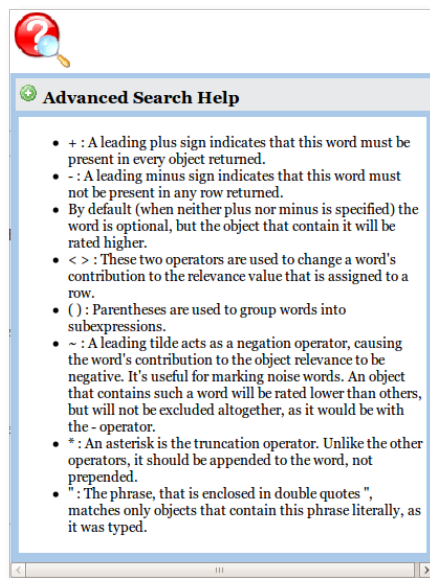 Advanced Search Help
• + : A leading plus sign indicates that this word must be
present in every object returned.
• - : A leading minus sign indicates that this word must
not be present in any row returned.
• By default (when neither plus nor minus is specified) the
word is optional, but the object that contain it will be
rated higher.
• < > : These two operators are used to change a word's
contribution to the relevance value that is assigned to a
row.
• ( ) : Parentheses are used to group words into
subexpressions.
• ~ : A leading tilde acts as a negation operator, causing
the word's contribution to the object relevance to be
negative. It's useful for marking noise words. An object
that contains such a word will be rated lower than others,
but will not be excluded altogether, as it would be with
the - operator.
• * : An asterisk is the truncation operator. Unlike the other
operators, it should be appended to the word, not
prepended.
• " : The phrase, that is enclosed in double quotes ",
matches only objects that contain this phrase literally, as
it was typed.